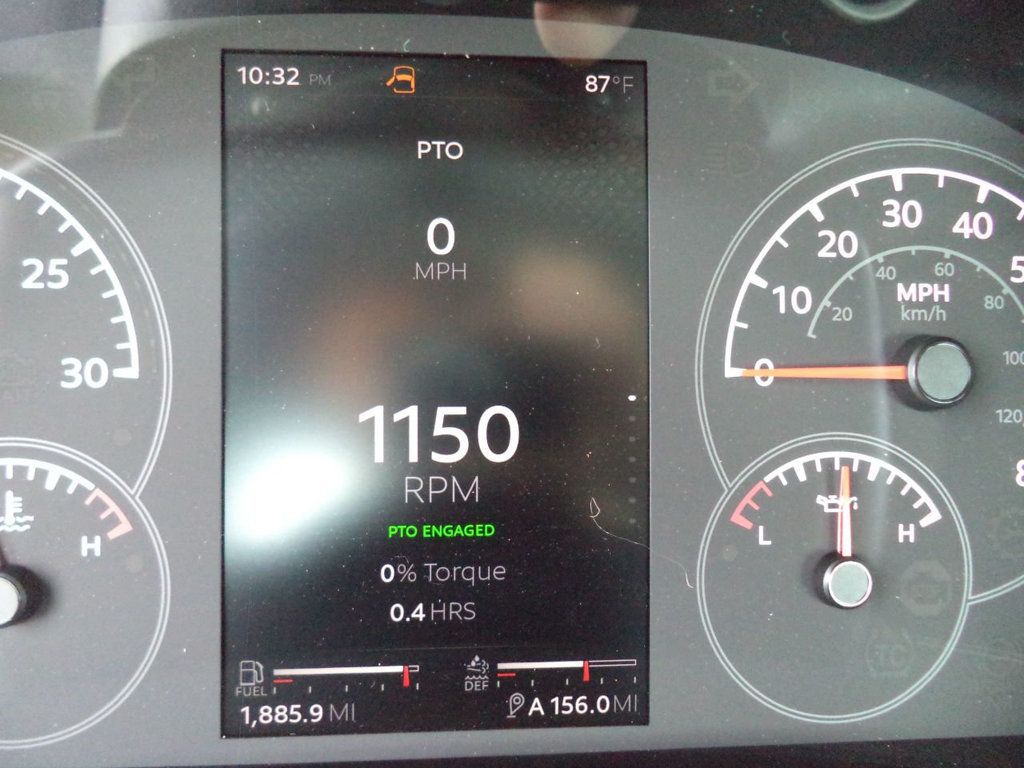 10:32 PM
87°F
PTO
0
MPH
1150
RPM
PTO ENGAGED
0% Torque
0.4 HRS
FUEL
DEF
1,885.9 MI
A 156.0 MI
25
30
H
0
10
20
30
40
20
40
60
80
100
120
MPH
km/h
L
H